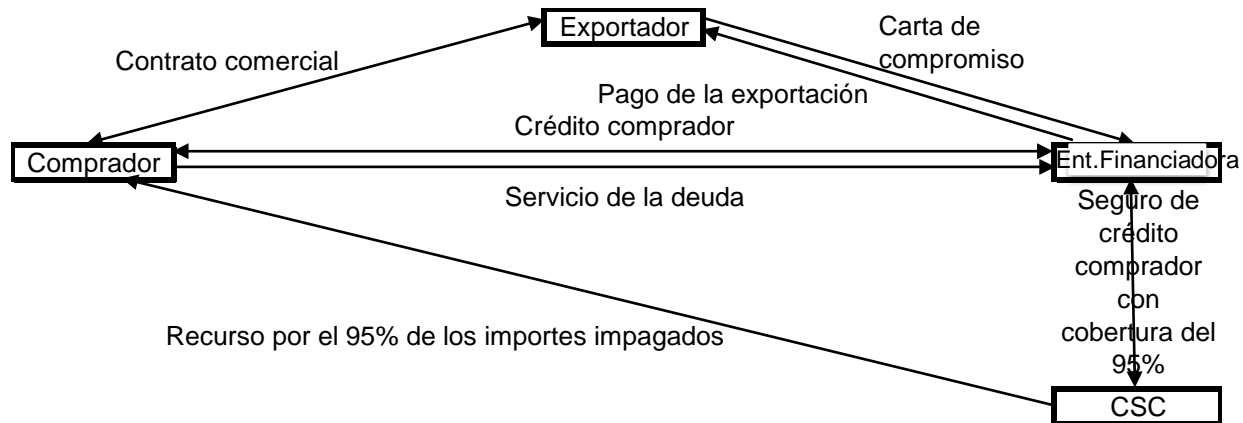 Exportador
Carta de
compromiso
Contrato comercial
Pago de la exportación
Crédito comprador
Comprador
Ent.Financiadora
Servicio de la deuda
Seguro de
crédito
comprador
con
cobertura del
95%
Recurso por el 95% de los importes impagados
CSC